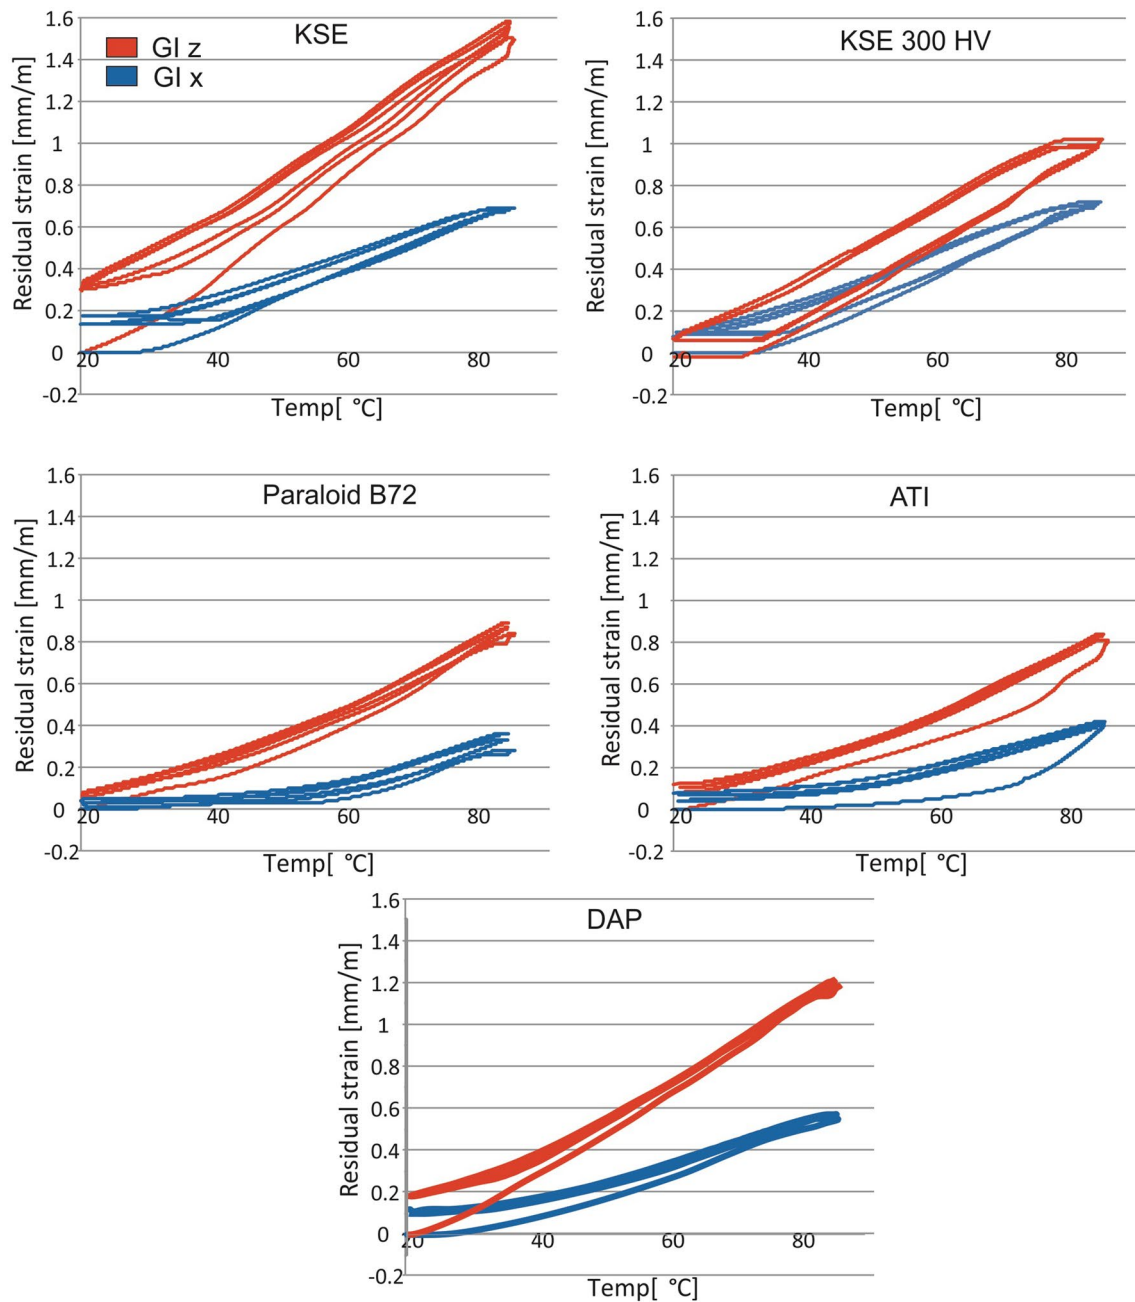 KSE
GI z
GI x
Residual strain [mm/m]
1.6
1.4
1.2
1
0.8
0.6
0.4
0.2
0
-0.2
20 40 60 80
Temp[ °C]
KSE 300 HV
Residual strain [mm/m]
1.6
1.4
1.2
1
0.8
0.6
0.4
0.2
0
-0.2
20 40 60 80
Temp[ °C]
Paraloid B72
Residual strain [mm/m]
1.6
1.4
1.2
1
0.8
0.6
0.4
0.2
0
-0.2
20 40 60 80
Temp[ °C]
ATI
Residual strain [mm/m]
1.6
1.4
1.2
1
0.8
0.6
0.4
0.2
0
-0.2
20 40 60 80
Temp[ °C]
DAP
Residual strain [mm/m]
1.6
1.4
1.2
1
0.8
0.6
0.4
0.2
0
-0.2
20 40 60 80
Temp[ °C]